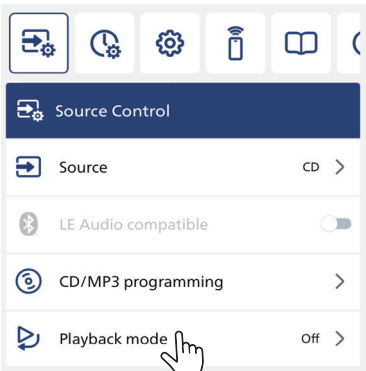 Source Control
Source CD
LE Audio compatible
CD/MP3 programming
Playback mode Off